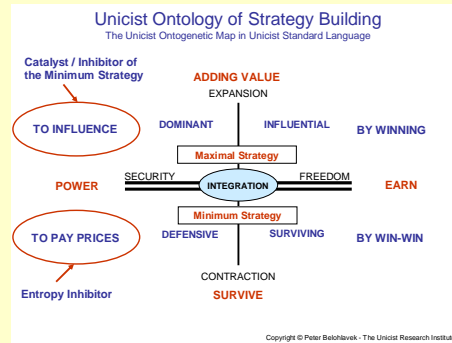 Unicist Ontology of Strategy Building
The Unicist Ontogenetic Map in Unicist Standard Language
Catalyst / Inhibitor of
the Minimum Strategy
ADDING VALUE
EXPANSION
TO INFLUENCE
DOMINANT
INFLUENTIAL
BY WINNING
Maximal Strategy
SECURITY
FREEDOM
POWER
INTEGRATION
EARN
Minimum Strategy
TO PAY PRICES
DEFENSIVE
SURVIVING
BY WIN-WIN
CONTRACTION
Entropy Inhibitor
SURVIVE
Copyright © Peter Belohlavek - The Unicist Research Institute